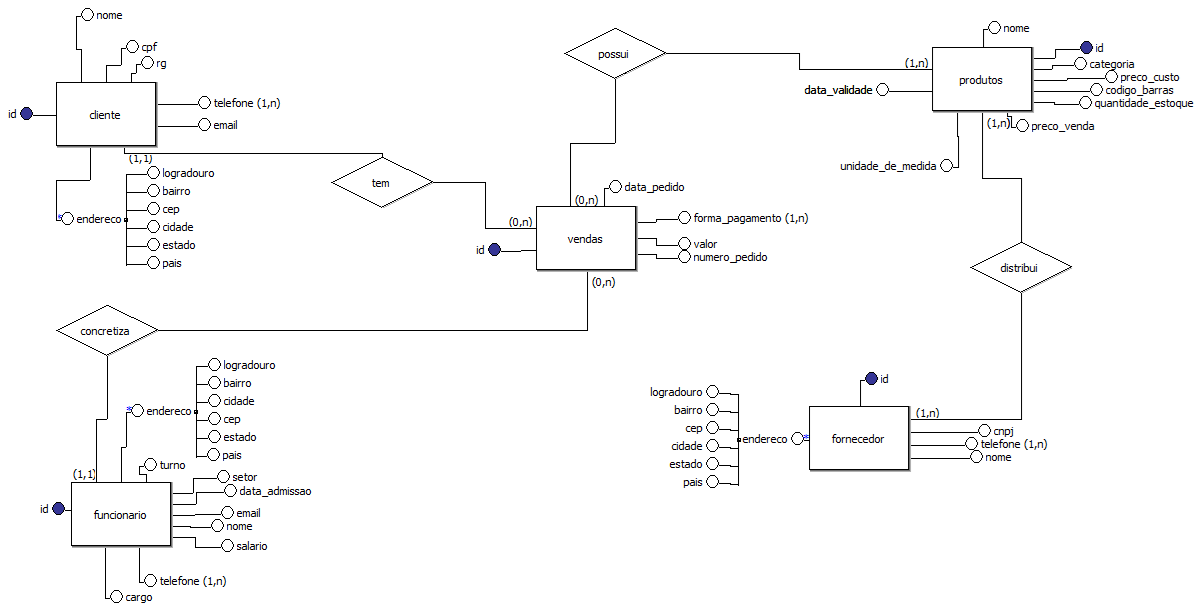 nome
cpf
rg
id
cliente
telefone (1,n)
email
(1,1)
endereco
logradouro
bairro
cep
cidade
estado
pais
tem
possui
(1,n)
nome
id
categoria
preco_custo
codigo_barras
quantidade_estoque
preco_venda
produtos
data_validade
(1,n)
unidade_de_medida
(0,n)
data_pedido
(0,n)
forma_pagamento (1,n)
id
vendas
valor
numero_pedido
(0,n)
distribui
concretiza
logradouro
bairro
endereco
cidade
cep
estado
pais
turno
(1,1)
setor
data_admissao
id
funcionario
email
nome
salario
telefone (1,n)
cargo
id
logradouro
bairro
cep
endereco
cidade
estado
pais
fornecedor
(1,n)
cnpj
telefone (1,n)
nome